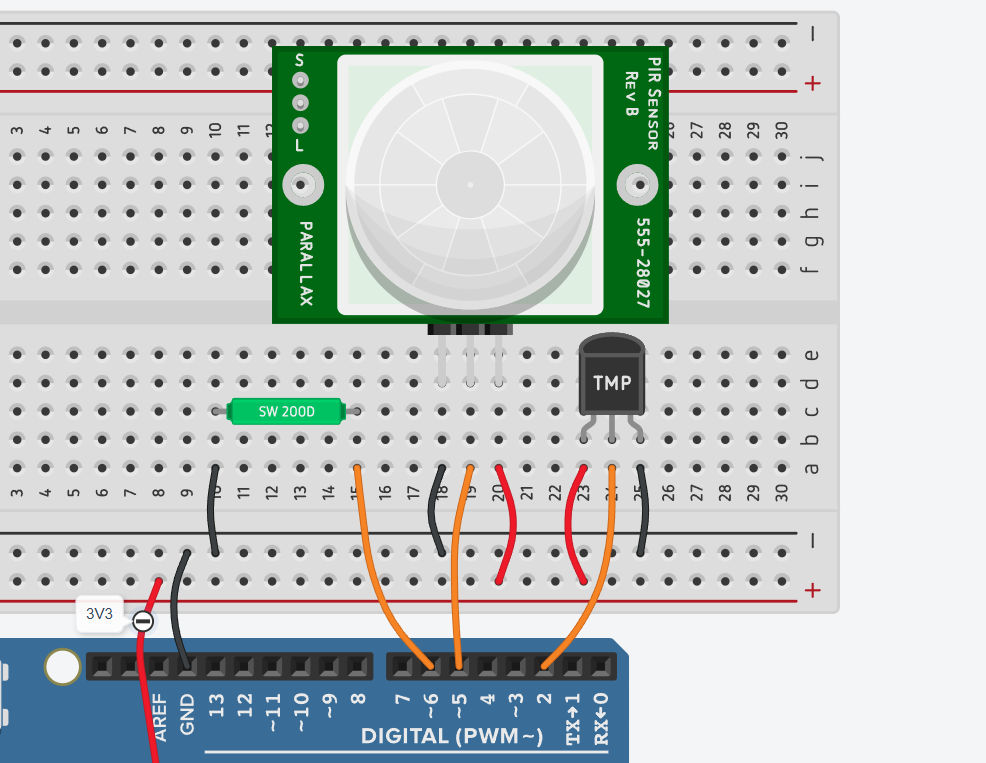 −
+
3 4 5 6 7 8 9 10 11 12 26 27 28 29 30
j
i
h
g
f
S
L
PARALLAX
PIR SENSOR
REV B
555-28027
e
d
c
b
a
TMP
SW 200D
3 4 5 6 7 8 9 10 11 12 13 14 15 16 17 18 19 20 21 22 23 24 25 26 27 28 29 30
−
+
3V3
AREF GND 13 12 ~11 ~10 ~9 8 7 ~6 ~5 4 ~3 2 TX→1 RX←0
DIGITAL (PWM~)